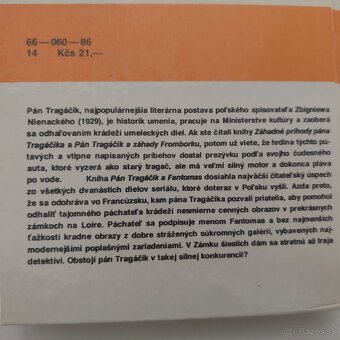 66—060—86
14 Kčs 21,—
Pán Tragáčik, najpopulárnejšia literárna postava poľského spisovateľa Zbigniewa
Nienackého (1929), je historik umenia, pracuje na Ministerstve kultúry a zaoberá
sa odhaľovaním krádeží umeleckých diel. Ak ste čítali knihy Záhadné príhody pána
Tragáčika a Pán Tragáčik a záhady Fromborku, potom už viete, že hrdina týchto pú-
tavých a vtipne napísaných príbehov dostal prezývku podľa svojho čudesného
auta, ktoré vyzerá ako starý tragač, ale má veľmi silný motor a dokonca pláva
po vode. Kniha Pán Tragáčik a Fantomas dosiahla najväčší čitateľský úspech
zo všetkých dvanástich dielov seriálu, ktoré doteraz v Poľsku vyšli. Azda preto,
že sa odohráva vo Francúzsku, kam pána Tragáčika pozvali priatelia, aby pomohol
odhaliť tajomného páchateľa krádeží nesmierne cenných obrazov v prekrásnych
zámkoch na Loire. Páchateľ sa podpisuje menom Fantomas a bez najmenších
ťažkostí kradne obrazy z dobre strážených súkromných galérií, vybavených naj-
modernejšími poplašnými zariadeniami. V Zámku šiestich dám sa stretnú až traja
detektívi. Obstojí pán Tragáčik v takej silnej konkurencii?
bazos.sk